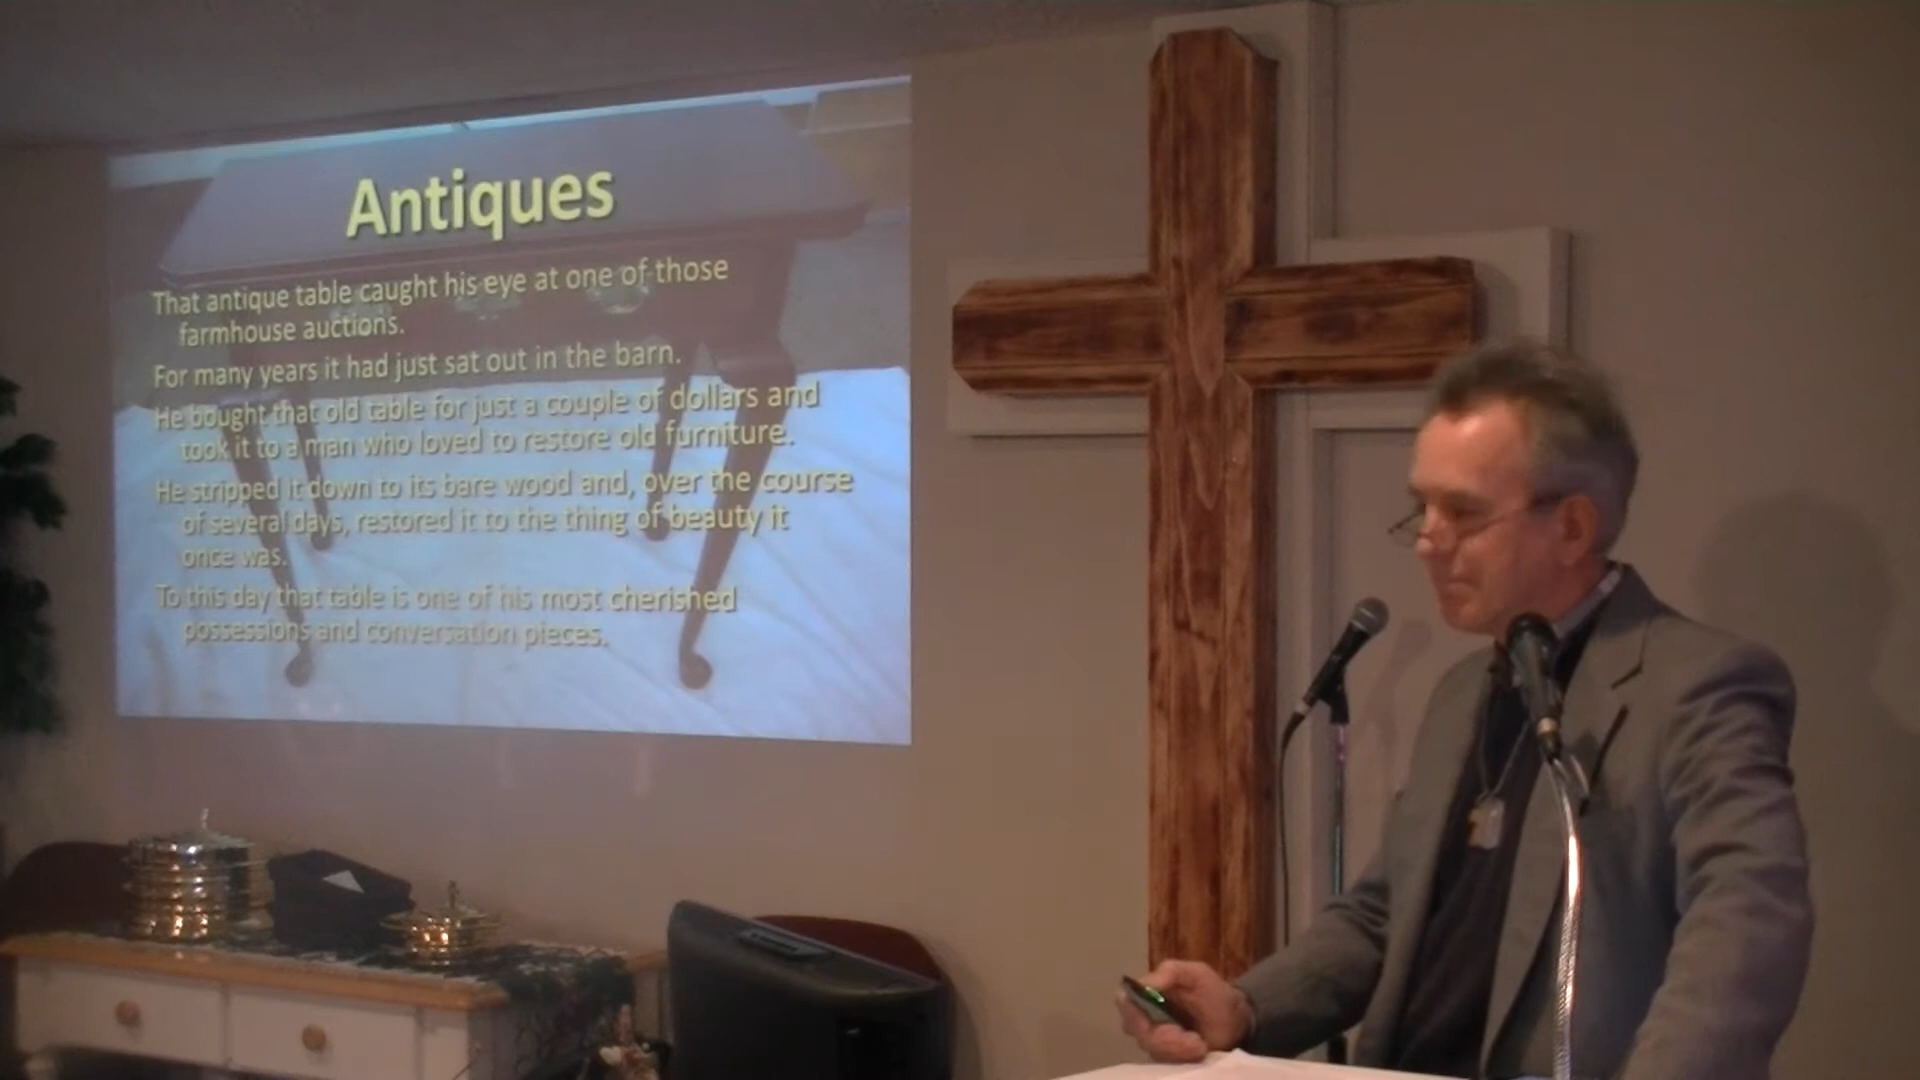 Antiques
That antique table caught his eye at one of those
farmhouse auctions.
For many years it had just sat out in the barn.
He bought that old table for just a couple of dollars and
took it to a man who loved to restore old furniture.
He stripped it down to its bare wood and, over the course
of several days, restored it to the thing of beauty it
once was.
To this day that table is one of his most cherished
possessions and conversation pieces.